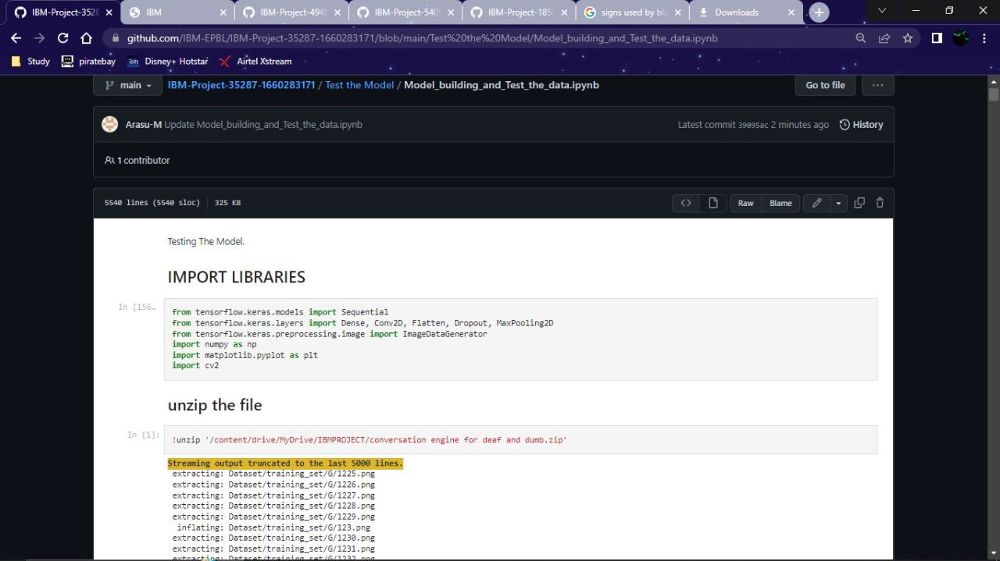 IBM-Project-3528
IBM
IBM-Project-4948
IBM-Project-5409
IBM-Project-1859
signs used by bli
Downloads
github.com/IBM-EPBL/IBM-Project-35287-1660283171/blob/main/Test%20the%20Model/Model_building_and_Test_the_data.ipynb
Study
piratebay
Disney+ Hotstar
Airtel Xstream
main
IBM-Project-35287-1660283171 / Test the Model / Model_building_and_Test_the_data.ipynb
Go to file
Arasu-M Update Model_building_and_Test_the_data.ipynb
Latest commit 39095ac 2 minutes ago
History
1 contributor
5540 lines (5540 sloc)
325 KB
Raw
Blame
Testing The Model.
IMPORT LIBRARIES
In [156…
from tensorflow.keras.models import Sequential
from tensorflow.keras.layers import Dense, Conv2D, Flatten, Dropout, MaxPooling2D
from tensorflow.keras.preprocessing.image import ImageDataGenerator
import numpy as np
import matplotlib.pyplot as plt
import cv2
unzip the file
In [1]:
!unzip '/content/drive/MyDrive/IBMPROJECT/conversation engine for deaf and dumb.zip'
Streaming output truncated to the last 5000 lines.
extracting: Dataset/training_set/G/1225.png
extracting: Dataset/training_set/G/1226.png
extracting: Dataset/training_set/G/1227.png
extracting: Dataset/training_set/G/1228.png
extracting: Dataset/training_set/G/1229.png
inflating: Dataset/training_set/G/123.png
extracting: Dataset/training_set/G/1230.png
extracting: Dataset/training_set/G/1231.png
extracting: Dataset/training_set/G/1232.png